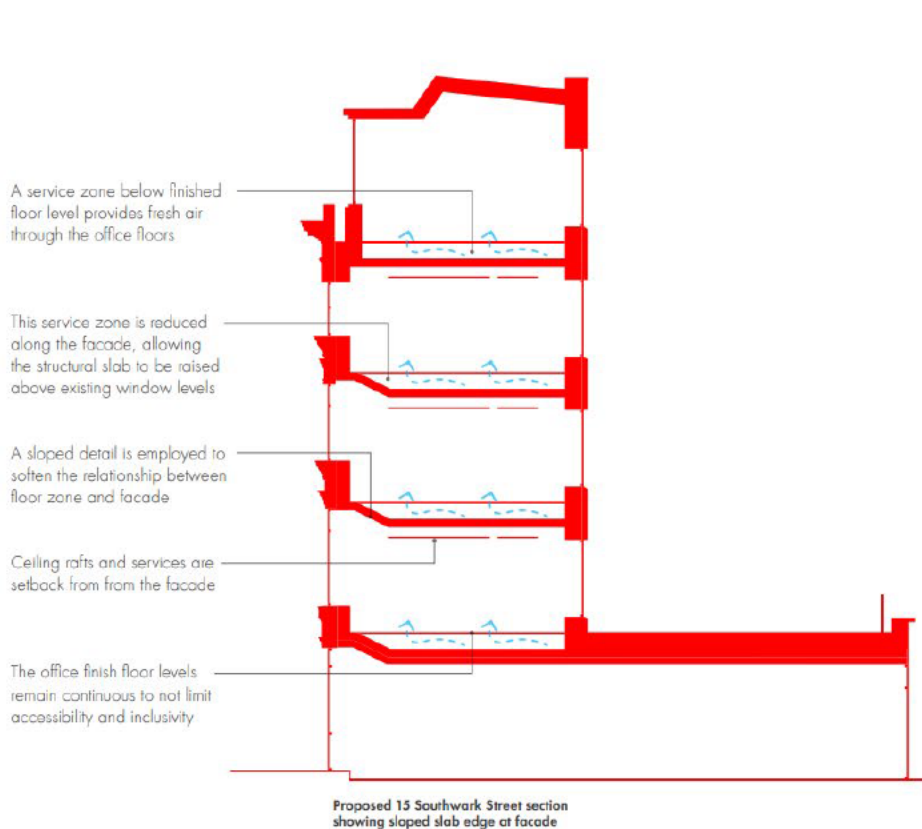 A service zone below finished
floor level provides fresh air
through the office floors
This service zone is reduced
along the facade, allowing
the structural slab to be raised
above existing window levels
A sloped detail is employed to
soften the relationship between
floor zone and facade
Ceiling rafts and services are
setback from from the facade
The office finish floor levels
remain continuous to not limit
accessibility and inclusivity
Proposed 15 Southwark Street section
showing sloped slab edge at facade